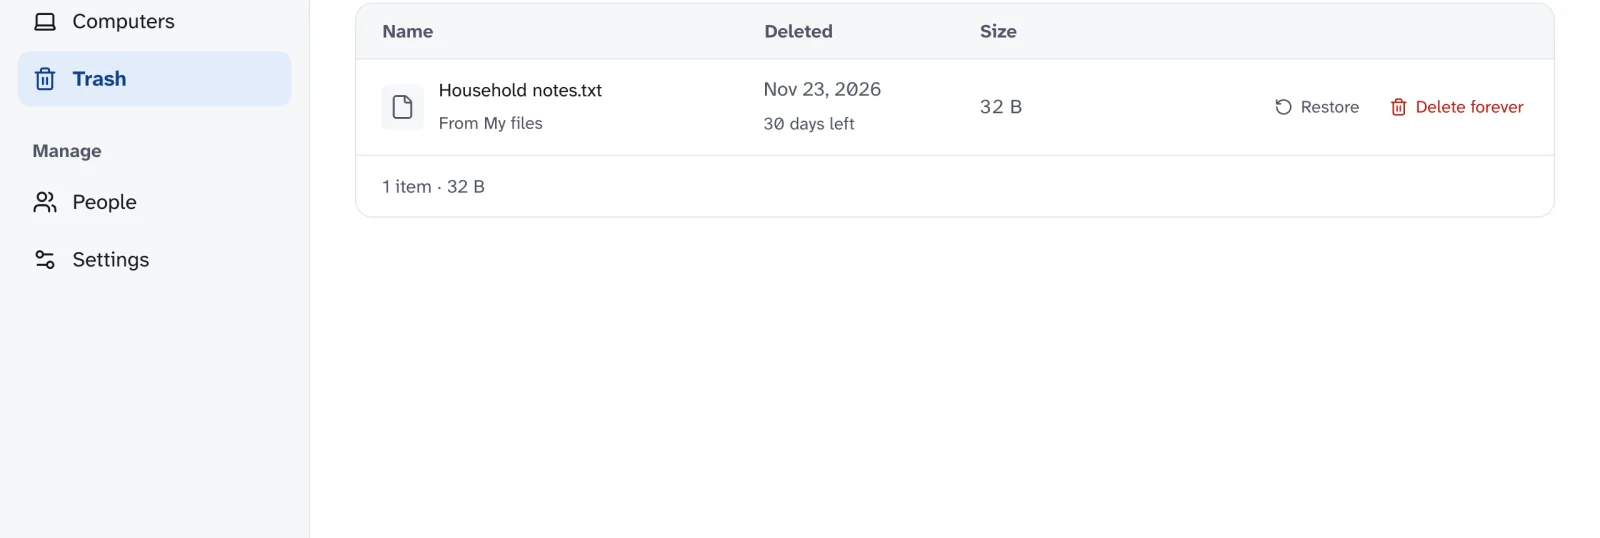 Computers
Trash
Manage
People
Settings
Name Deleted Size
Household notes.txt
From My files
Nov 23, 2026
30 days left
32 B
Restore
Delete forever
1 item · 32 B